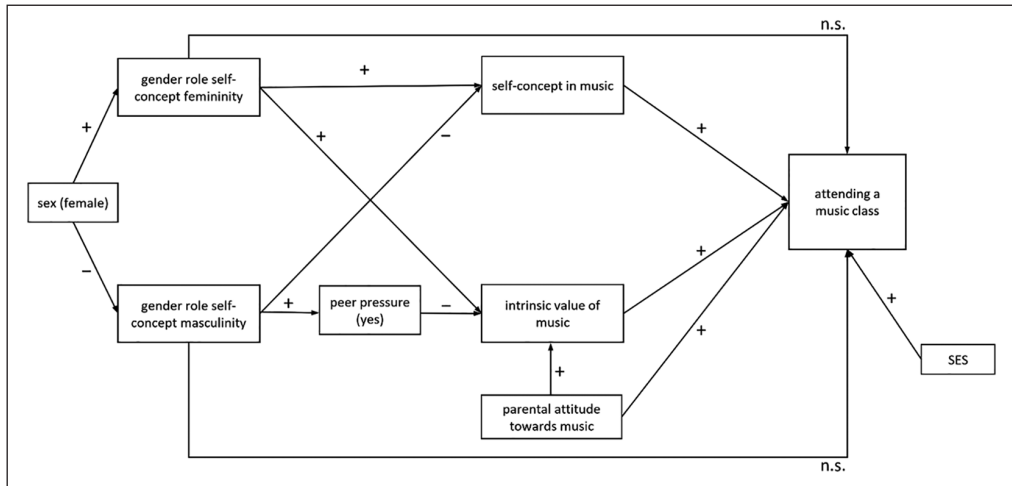 n.s.
gender role self-
concept femininity
+
self-concept in music
+
+
+
−
attending a
music class
sex (female)
−
+
gender role self-
concept masculinity
+
peer pressure
(yes)
−
intrinsic value of
music
+
+
SES
+
parental attitude
towards music
n.s.